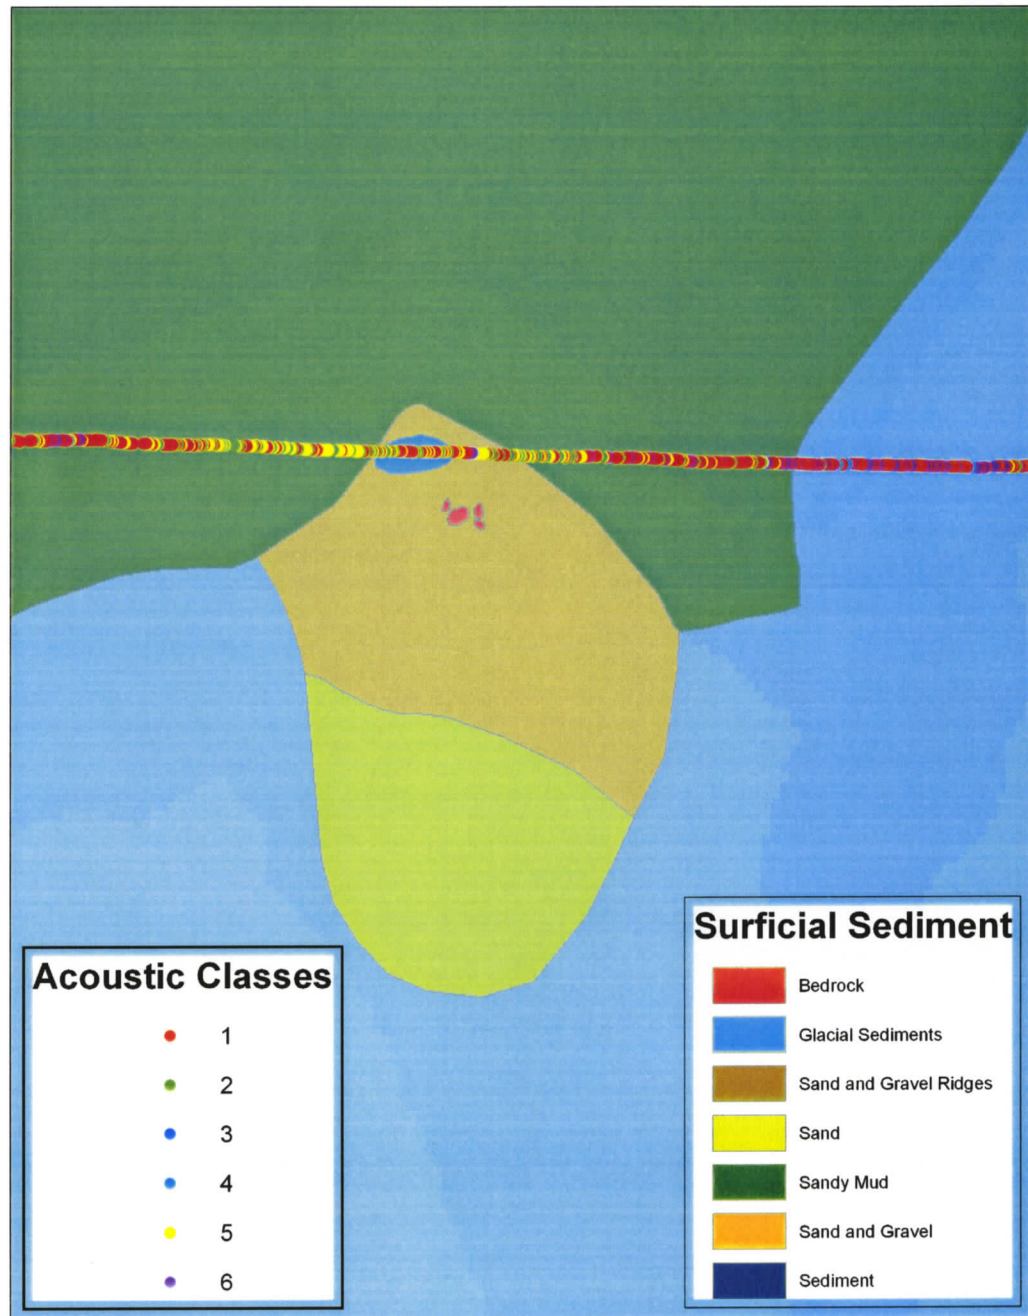 Acoustic Classes
1
2
3
4
5
6
Surficial Sediment
Bedrock
Glacial Sediments
Sand and Gravel Ridges
Sand
Sandy Mud
Sand and Gravel
Sediment